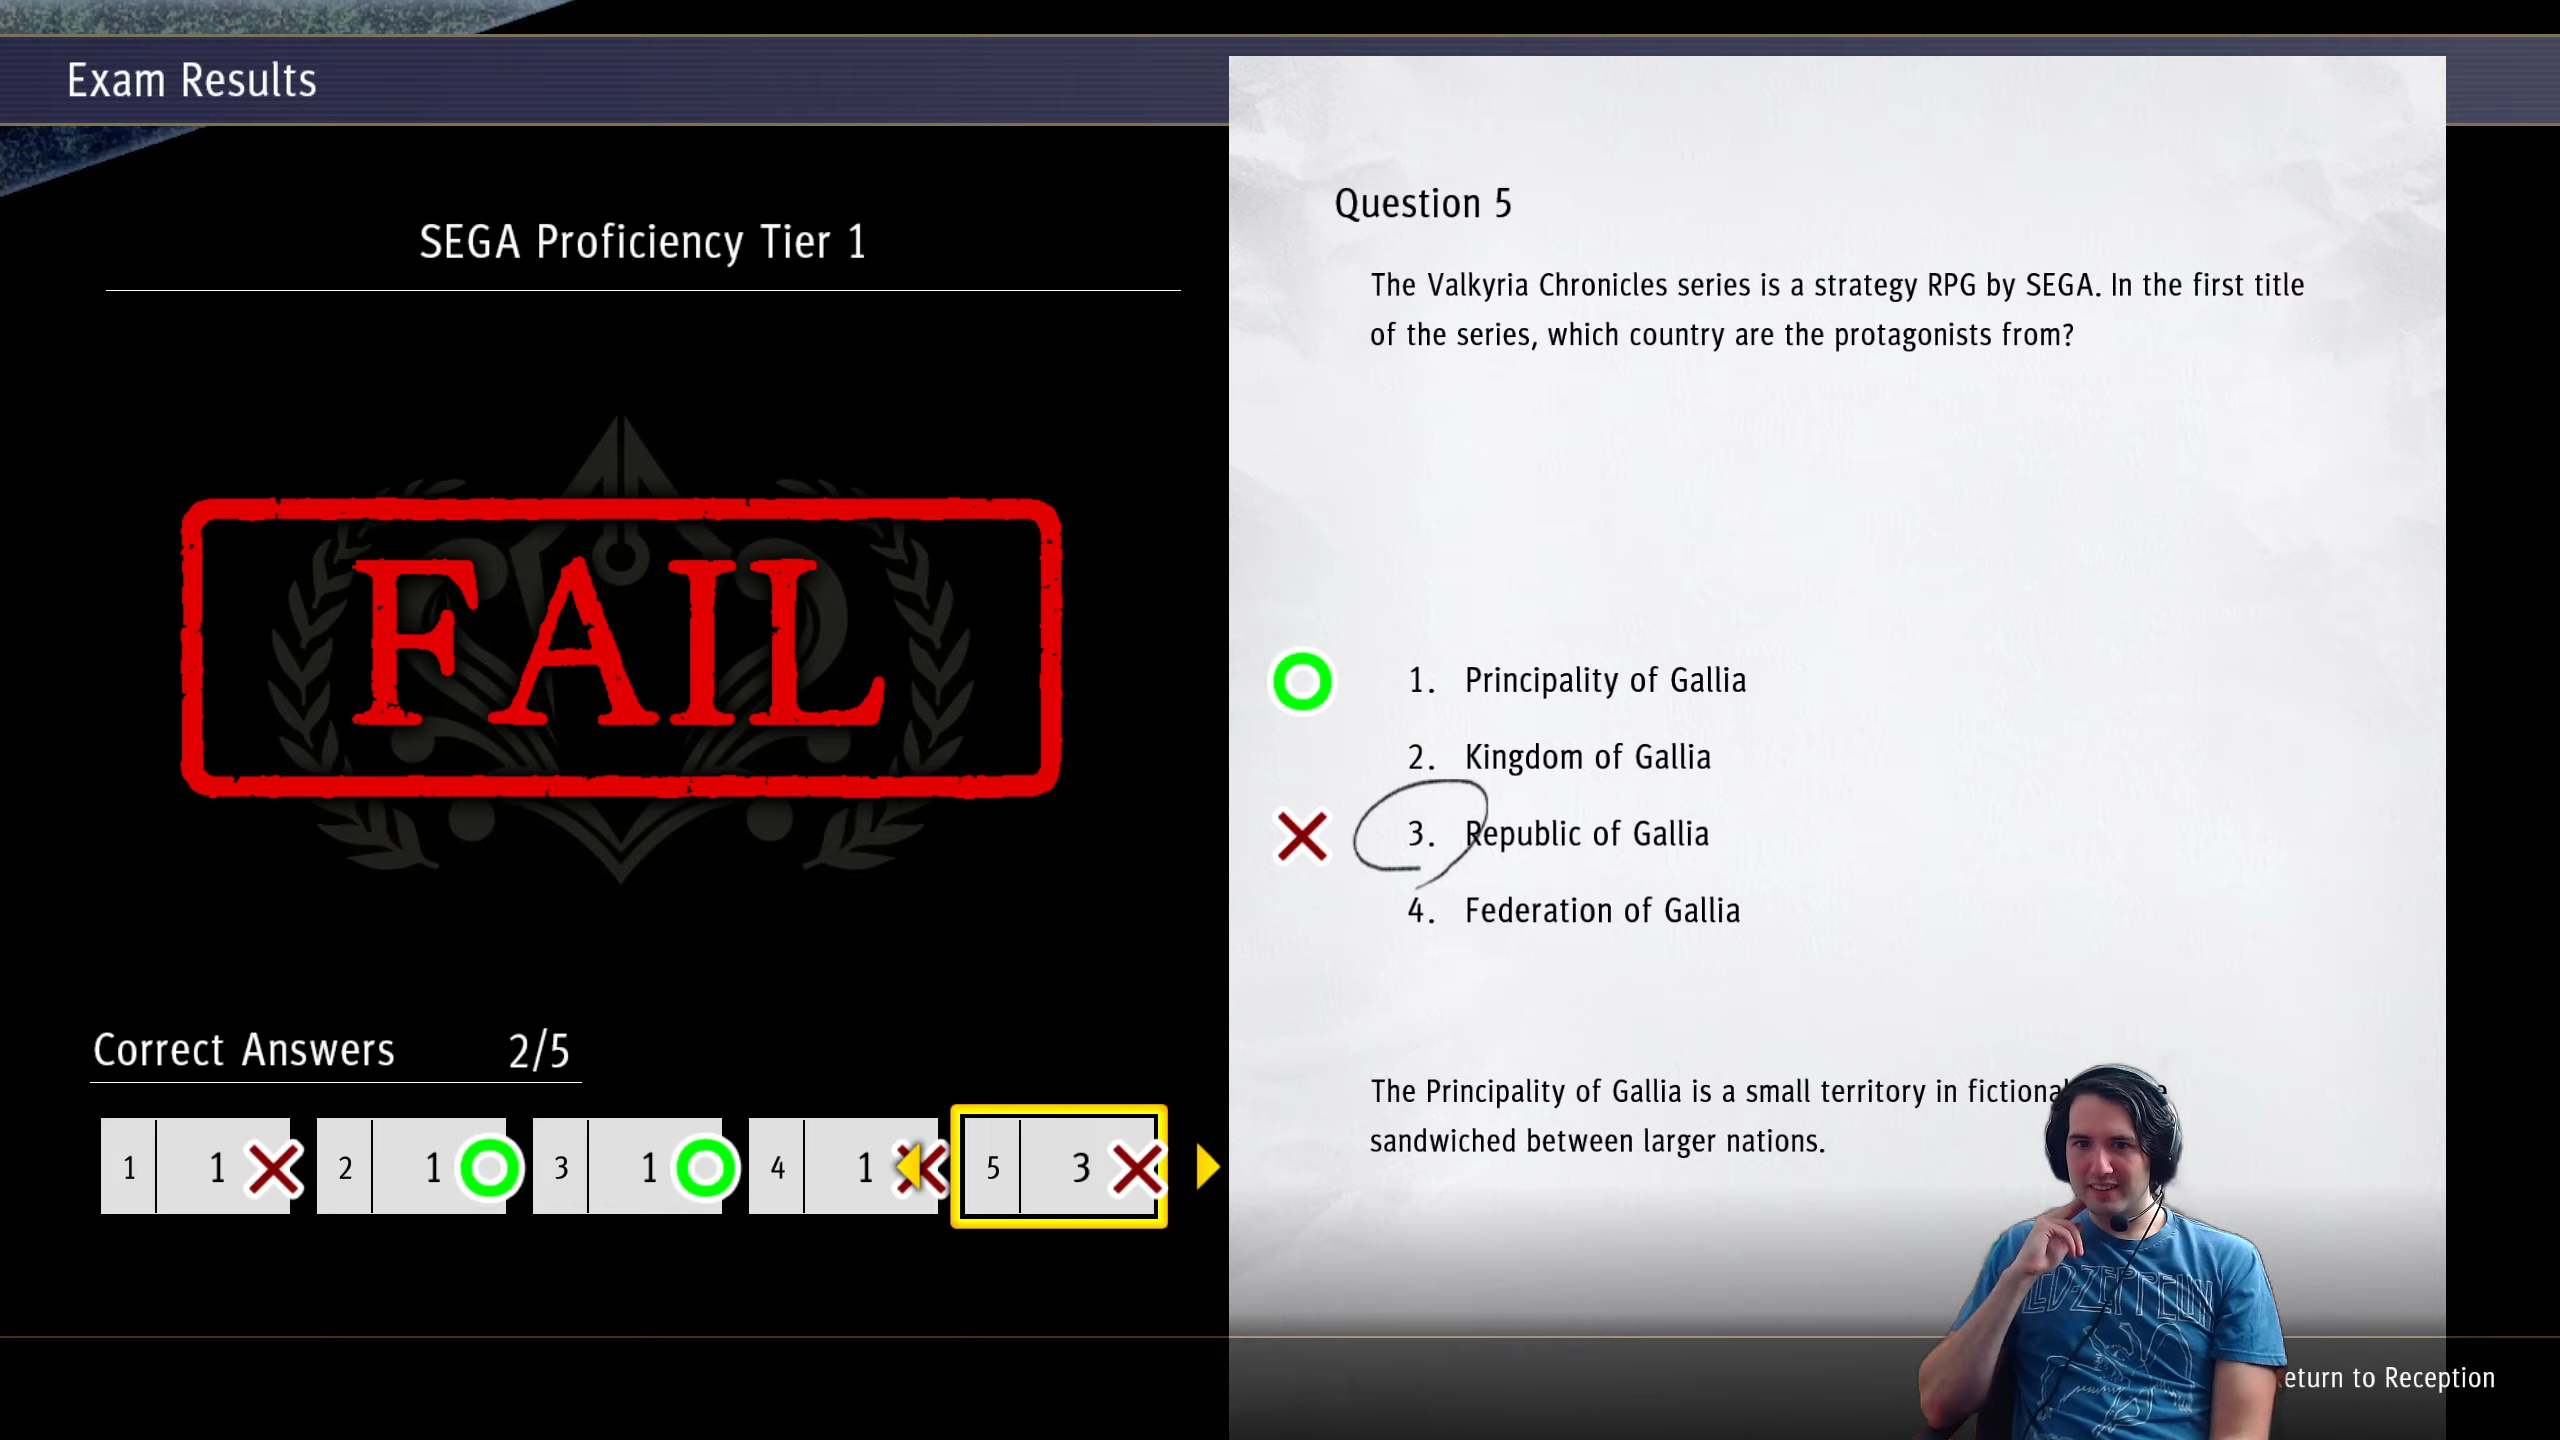 Exam Results
SEGA Proficiency Tier 1
FAIL
Correct Answers 2/5
1 1 2 1 3 1 4 1 5 3
Question 5
The Valkyria Chronicles series is a strategy RPG by SEGA. In the first title
of the series, which country are the protagonists from?
1. Principality of Gallia
2. Kingdom of Gallia
3. Republic of Gallia
4. Federation of Gallia
The Principality of Gallia is a small territory in fictional
sandwiched between larger nations.
LED-ZEPPELIN
eturn to Reception